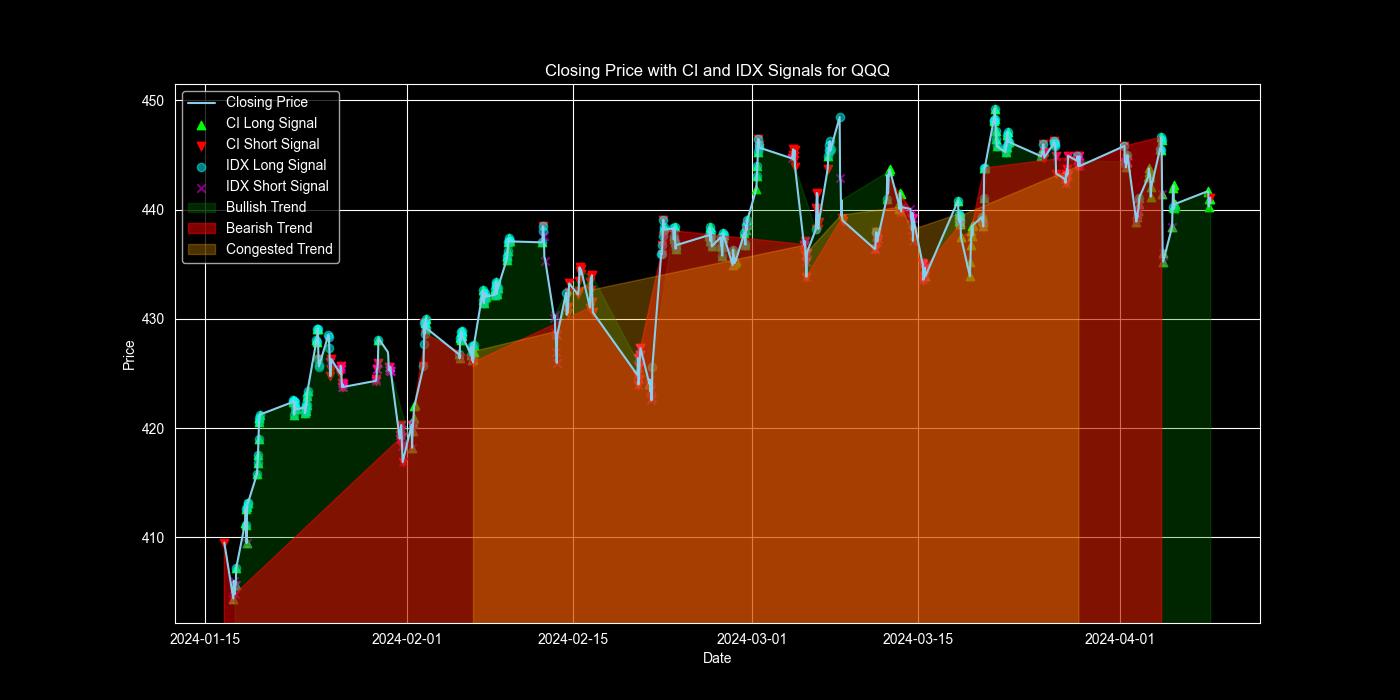 Closing Price with CI and IDX Signals for QQQ
450
440
430
420
410
Price
Closing Price
CI Long Signal
CI Short Signal
IDX Long Signal
IDX Short Signal
Bullish Trend
Bearish Trend
Congested Trend
2024-01-15 2024-02-01 2024-02-15 2024-03-01 2024-03-15 2024-04-01
Date